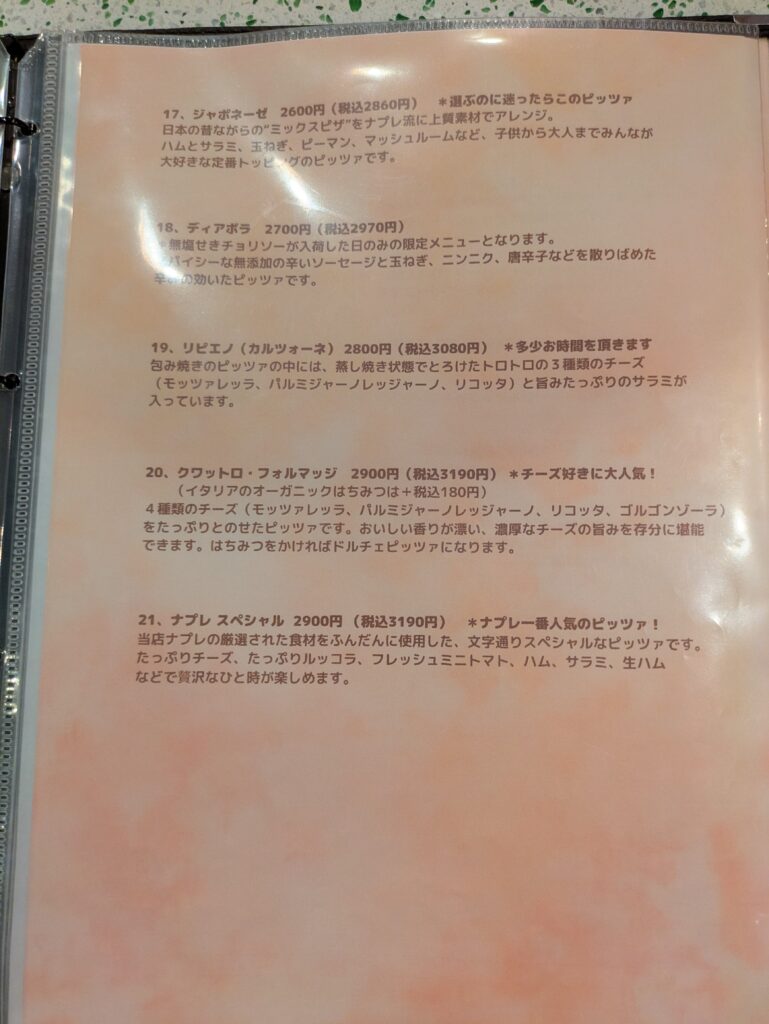 17、ジャポネーゼ　2600円（税込2860円）　＊選ぶのに迷ったらこのピッツァ
日本の昔ながらの“ミックスピザ”をナプレ流に上質素材でアレンジ。
ハムとサラミ、玉ねぎ、ピーマン、マッシュルームなど、子供から大人までみんなが
大好きな定番トッピングのピッツァです。
18、ディアボラ　2700円（税込2970円）
＊無塩せきチョリソーが入荷した日のみの限定メニューとなります。
スパイシーな無添加の辛いソーセージと玉ねぎ、ニンニク、唐辛子などを散りばめた
辛みの効いたピッツァです。
19、リピエノ（カルツォーネ）　2800円（税込3080円）　＊多少お時間を頂きます
包み焼きのピッツァの中には、蒸し焼き状態でとろけたトロトロの３種類のチーズ
（モッツァレッラ、パルミジャーノレッジャーノ、リコッタ）と旨みたっぷりのサラミが
入っています。
20、クワットロ・フォルマッジ　2900円（税込3190円）　＊チーズ好きに大人気！
（イタリアのオーガニックはちみつは＋税込180円）
４種類のチーズ（モッツァレッラ、パルミジャーノレッジャーノ、リコッタ、ゴルゴンゾーラ）
をたっぷりとのせたピッツァです。おいしい香りが漂い、濃厚なチーズの旨みを存分に堪能
できます。はちみつをかければドルチェピッツァになります。
21、ナプレ スペシャル　2900円　（税込3190円）　＊ナプレ一番人気のピッツァ！
当店ナプレの厳選された食材をふんだんに使用した、文字通りスペシャルなピッツァです。
たっぷりチーズ、たっぷりルッコラ、フレッシュミニトマト、ハム、サラミ、生ハム
などで贅沢なひと時が楽しめます。